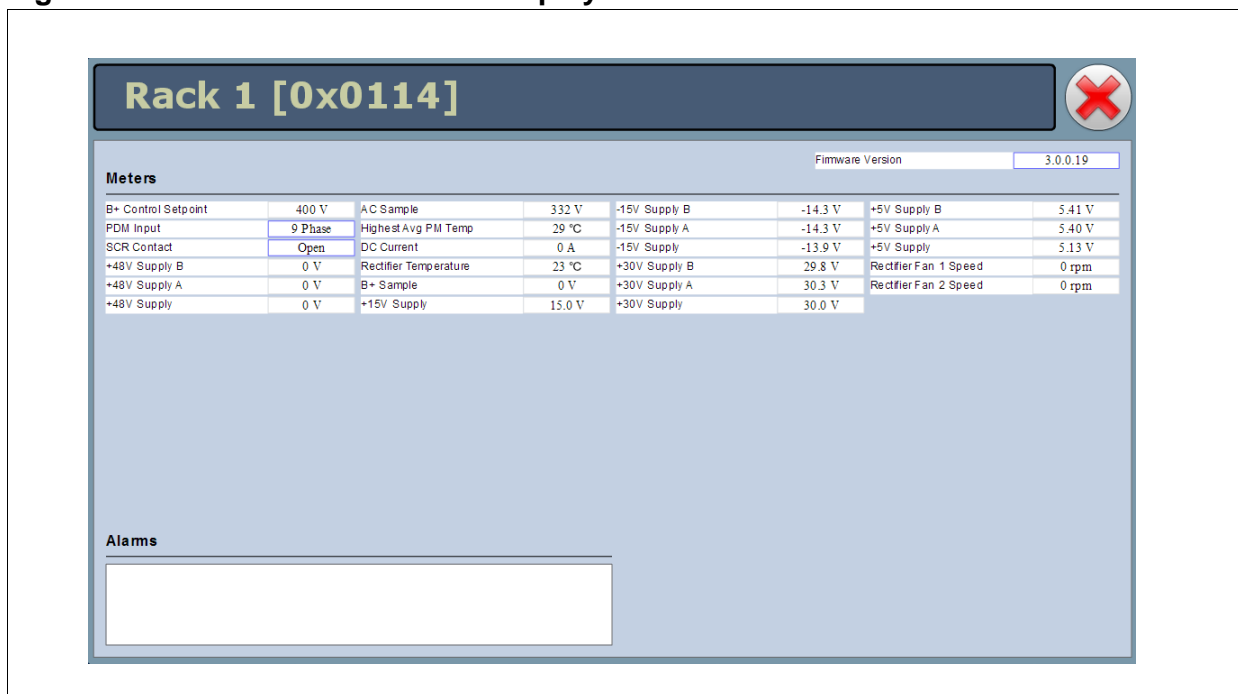 Rack 1 [0x0114]
Firmware Version 3.0.0.19
Meters
B+ Control Setpoint 400 V AC Sample 332 V -15V Supply B -14.3 V +5V Supply B 5.41 V
PDM Input 9 Phase Highest Avg PM Temp 29 °C -15V Supply A -14.3 V +5V Supply A 5.40 V
SCR Contact Open DC Current 0 A -15V Supply -13.9 V +5V Supply 5.13 V
+48V Supply B 0 V Rectifier Temperature 23 °C +30V Supply B 29.8 V Rectifier Fan 1 Speed 0 rpm
+48V Supply A 0 V B+ Sample 0 V +30V Supply A 30.3 V Rectifier Fan 2 Speed 0 rpm
+48V Supply 0 V +15V Supply 15.0 V +30V Supply 30.0 V
Alarms